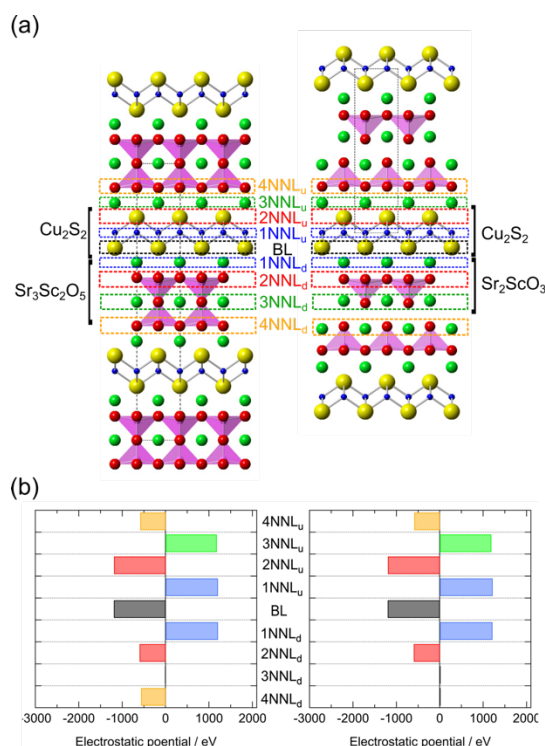 (a)
4NNLu
3NNLu
2NNLu
Cu2S2
1NNLu
Cu2S2
BL
1NNLd
Sr3Sc2O5
2NNLd
Sr2ScO3
3NNLd
4NNLd
(b)
4NNLu
3NNLu
2NNLu
1NNLu
BL
1NNLd
2NNLd
3NNLd
4NNLd
-3000 -2000 -1000 0 1000 2000 -3000 -2000 -1000 0 1000 2000
Electrostatic potential / eV Electrostatic potential / eV